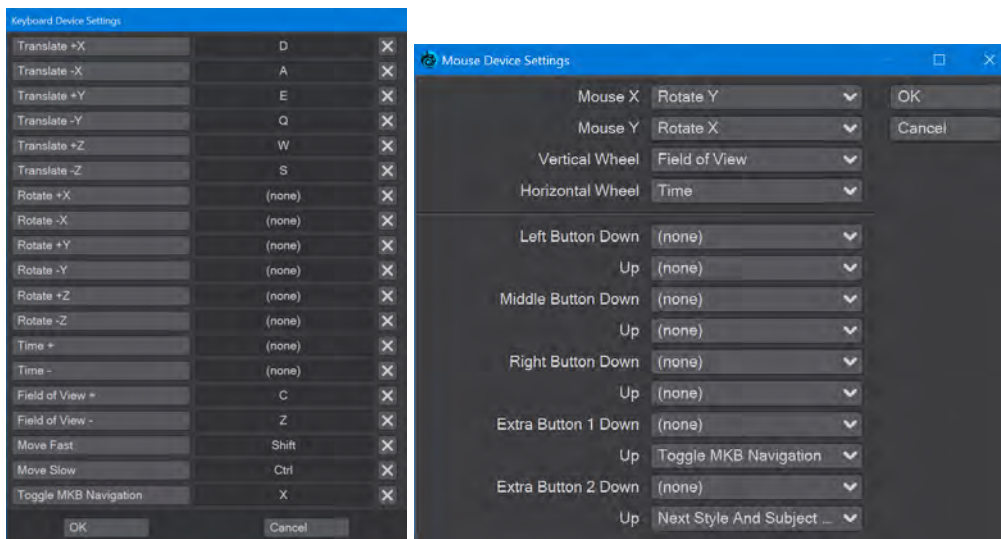 Keyboard Device Settings
Translate +X D
Translate -X A
Translate +Y E
Translate -Y Q
Translate +Z W
Translate -Z S
Rotate +X (none)
Rotate -X (none)
Rotate +Y (none)
Rotate -Y (none)
Rotate +Z (none)
Rotate -Z (none)
Time + (none)
Time - (none)
Field of View + C
Field of View - Z
Move Fast Shift
Move Slow Ctrl
Toggle MKB Navigation X
OK Cancel
Mouse Device Settings
Mouse X Rotate Y OK
Mouse Y Rotate X Cancel
Vertical Wheel Field of View
Horizontal Wheel Time
Left Button Down (none)
Up (none)
Middle Button Down (none)
Up (none)
Right Button Down (none)
Up (none)
Extra Button 1 Down (none)
Up Toggle MKB Navigation
Extra Button 2 Down (none)
Up Next Style And Subject ...